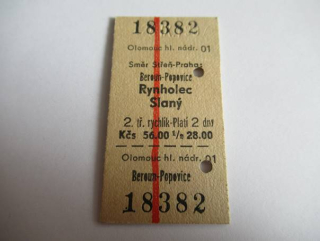 18382
Olomouc hl. nádr. 01
Směr Střeň-Praha
Beroun-Popovice
Rynholec
Slaný
2. tř. rychlík-Platí 2 dny
Kčs 56.00 ½ 28.00
Olomouc hl. nádr. 01
Beroun-Popovice
18382